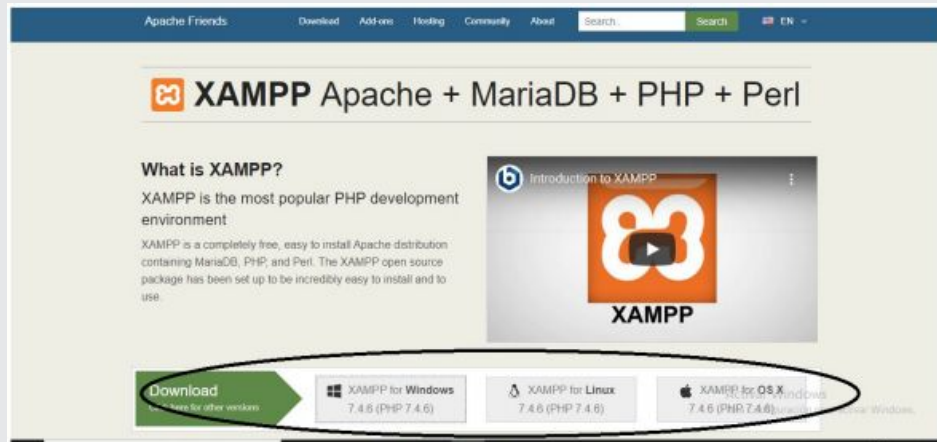 Apache Friends Download Add-ons Hosting Community About Search... Search EN
XAMPP Apache + MariaDB + PHP + Perl
What is XAMPP?
XAMPP is the most popular PHP development
environment
XAMPP is a completely free, easy to install Apache distribution
containing MariaDB, PHP, and Perl. The XAMPP open source
package has been set up to be incredibly easy to install and to
use.
Introduction to XAMPP
XAMPP
Download
Click here for other versions
XAMPP for Windows
7.4.6 (PHP 7.4.6)
XAMPP for Linux
7.4.6 (PHP 7.4.6)
XAMPP for OS X
7.4.6 (PHP 7.4.6)
Activar Windows
activar Windows.